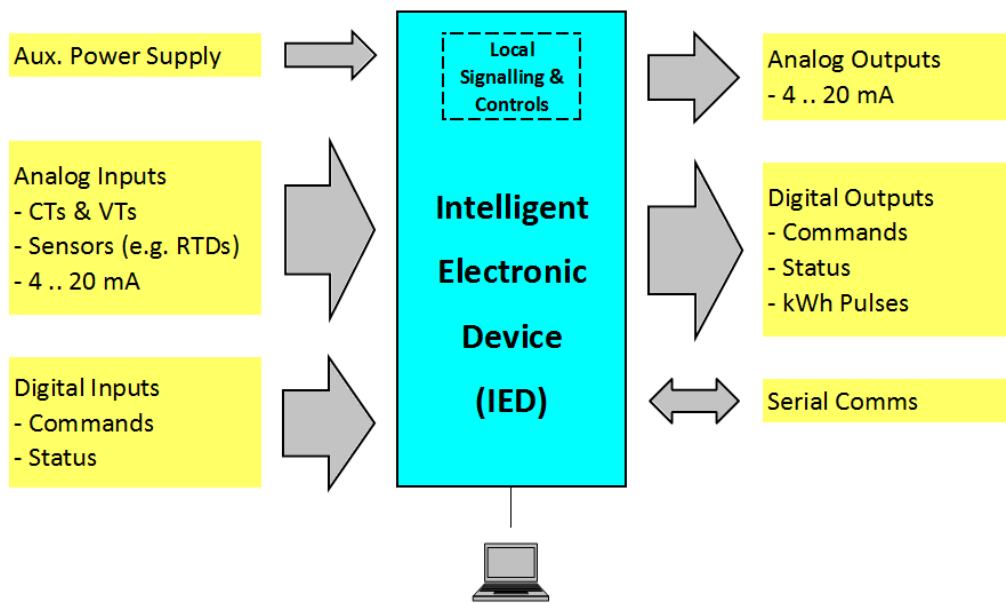 Aux. Power Supply
Analog Inputs
- CTs & VTs
- Sensors (e.g. RTDs)
- 4 .. 20 mA
Digital Inputs
- Commands
- Status
Local
Signalling &
Controls
Intelligent
Electronic
Device
(IED)
Analog Outputs
- 4 .. 20 mA
Digital Outputs
- Commands
- Status
- kWh Pulses
Serial Comms